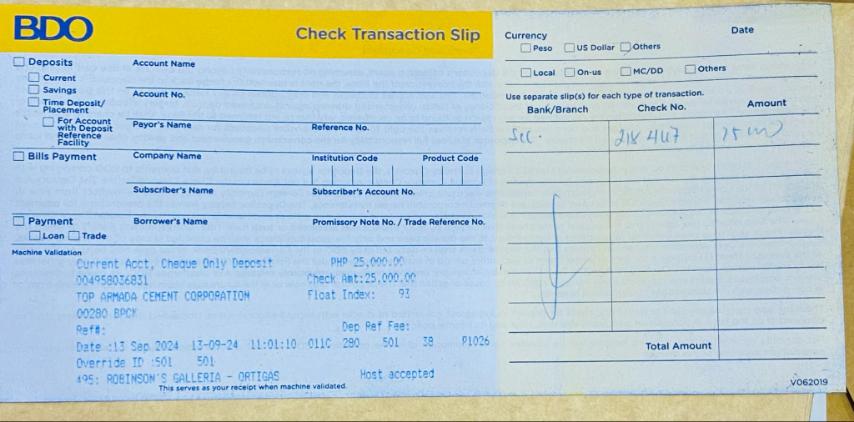 BDO
Check Transaction Slip
Deposits
Current
Savings
Time Deposit/
Placement
For Account
with Deposit
Reference
Facility
Account Name
Account No.
Payor's Name Reference No.
Bills Payment
Company Name Institution Code Product Code
Subscriber's Name Subscriber's Account No.
Payment
Loan Trade
Borrower's Name Promissory Note No. / Trade Reference No.
Machine Validation
Current Acct, Cheque Only Deposit PHP 25,000.00
004958036831 Check Amt:25,000.00
TOP ARMADA CEMENT CORPORATION Float Index: 93
00280 BPCK
Ref#: Dep Ref Fee:
Date :13 Sep 2024 13-09-24 11:01:10 011C 280 501 38 P1026
Override ID :501 501
495: ROBINSON'S GALLERIA - ORTIGAS Host accepted
This serves as your receipt when machine validated.
Currency Date
Peso US Dollar Others
Local On-us MC/DD Others
Use separate slip(s) for each type of transaction.
Bank/Branch Check No. Amount
Sec.
Total Amount
V062019